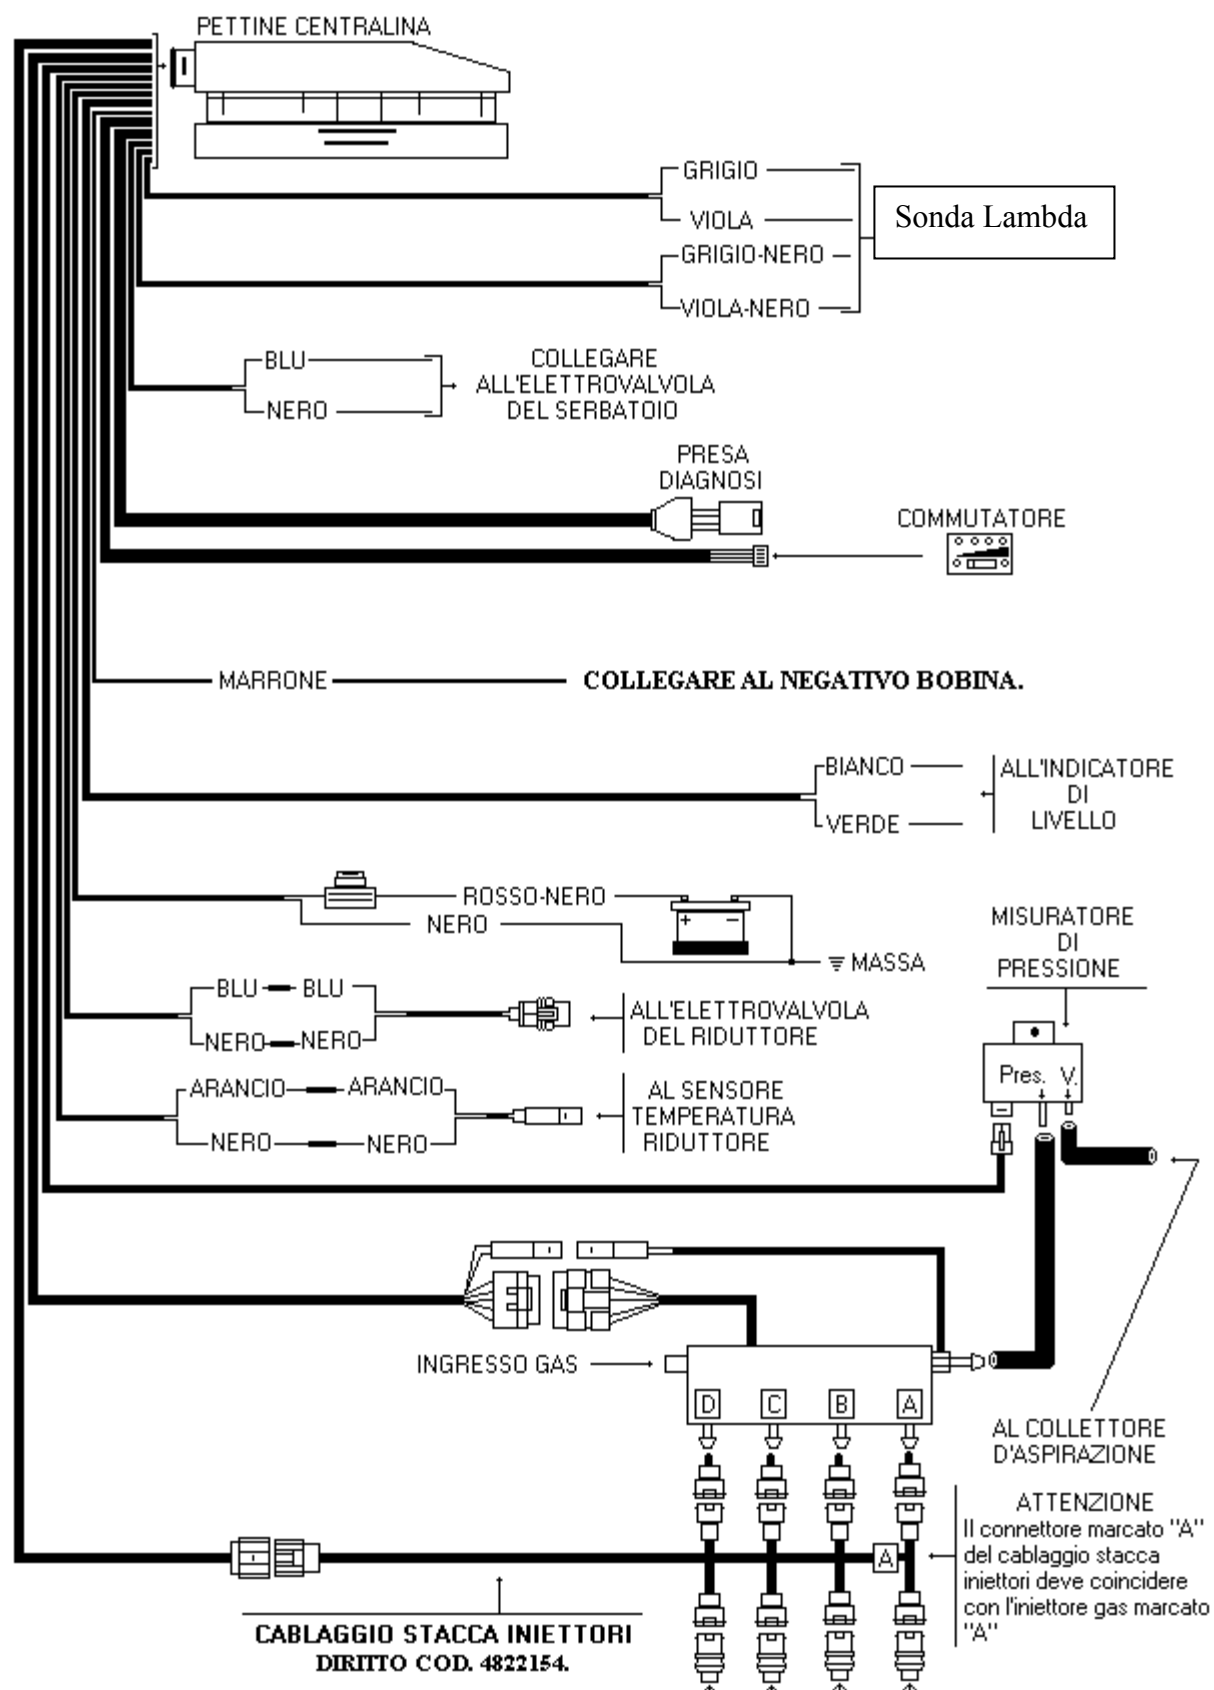 PETTINE CENTRALINA
GRIGIO
VIOLA
GRIGIO-NERO
VIOLA-NERO
Sonda Lambda
BLU
NERO
COLLEGARE
ALL'ELETTROVALVOLA
DEL SERBATOIO
PRESA
DIAGNOSI
COMMUTATORE
MARRONE
COLLEGARE AL NEGATIVO BOBINA.
BIANCO
VERDE
ALL'INDICATORE
DI
LIVELLO
ROSSO-NERO
NERO
+ −
MASSA
MISURATORE
DI
PRESSIONE
BLU BLU
NERO NERO
ALL'ELETTROVALVOLA
DEL RIDUTTORE
Pres. V.
ARANCIO ARANCIO
NERO NERO
AL SENSORE
TEMPERATURA
RIDUTTORE
INGRESSO GAS
D C B A
AL COLLETTORE
D'ASPIRAZIONE
A
ATTENZIONE
Il connettore marcato "A"
del cablaggio stacca
iniettori deve coincidere
con l'iniettore gas marcato
"A"
CABLAGGIO STACCA INIETTORI
DIRITTO COD. 4822154.